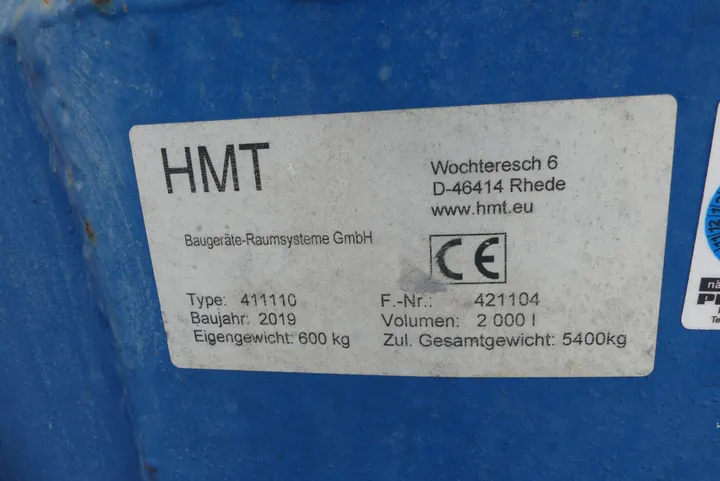 HMT
Wochteresch 6
D-46414 Rhede
www.hmt.eu
Baugeräte-Raumsysteme GmbH
CE
Type: 411110
F.-Nr.: 421104
Baujahr: 2019
Volumen: 2 000 l
Eigengewicht: 600 kg
Zul. Gesamtgewicht: 5400kg